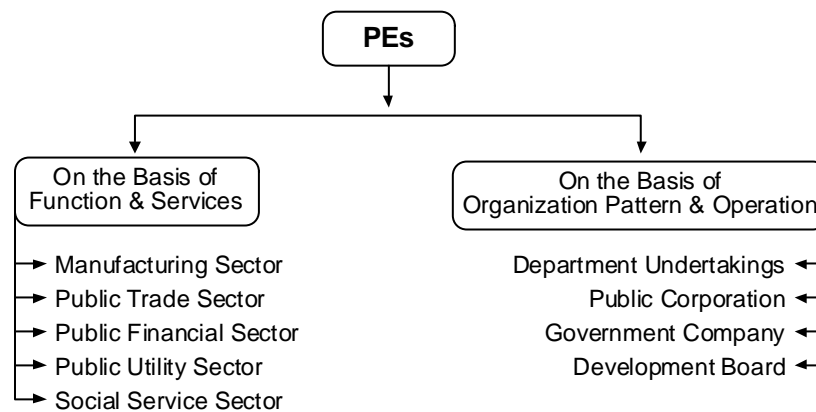 PEs
On the Basis of
Function & Services
Manufacturing Sector
Public Trade Sector
Public Financial Sector
Public Utility Sector
Social Service Sector
On the Basis of
Organization Pattern & Operation
Department Undertakings
Public Corporation
Government Company
Development Board